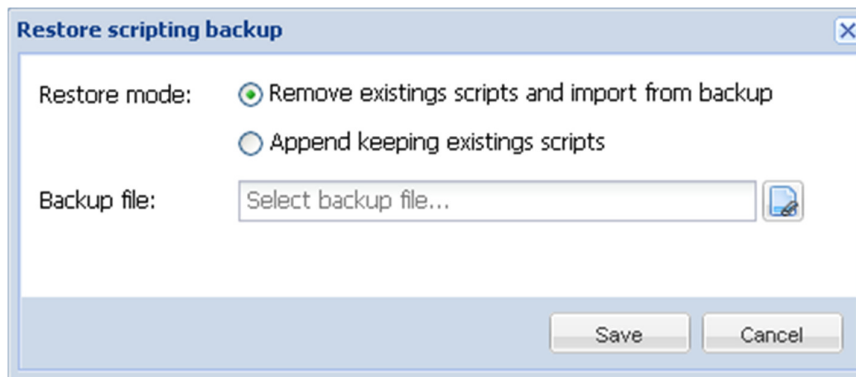 Restore scripting backup
Restore mode: Remove existings scripts and import from backup
Append keeping existings scripts
Backup file: Select backup file...
Save Cancel